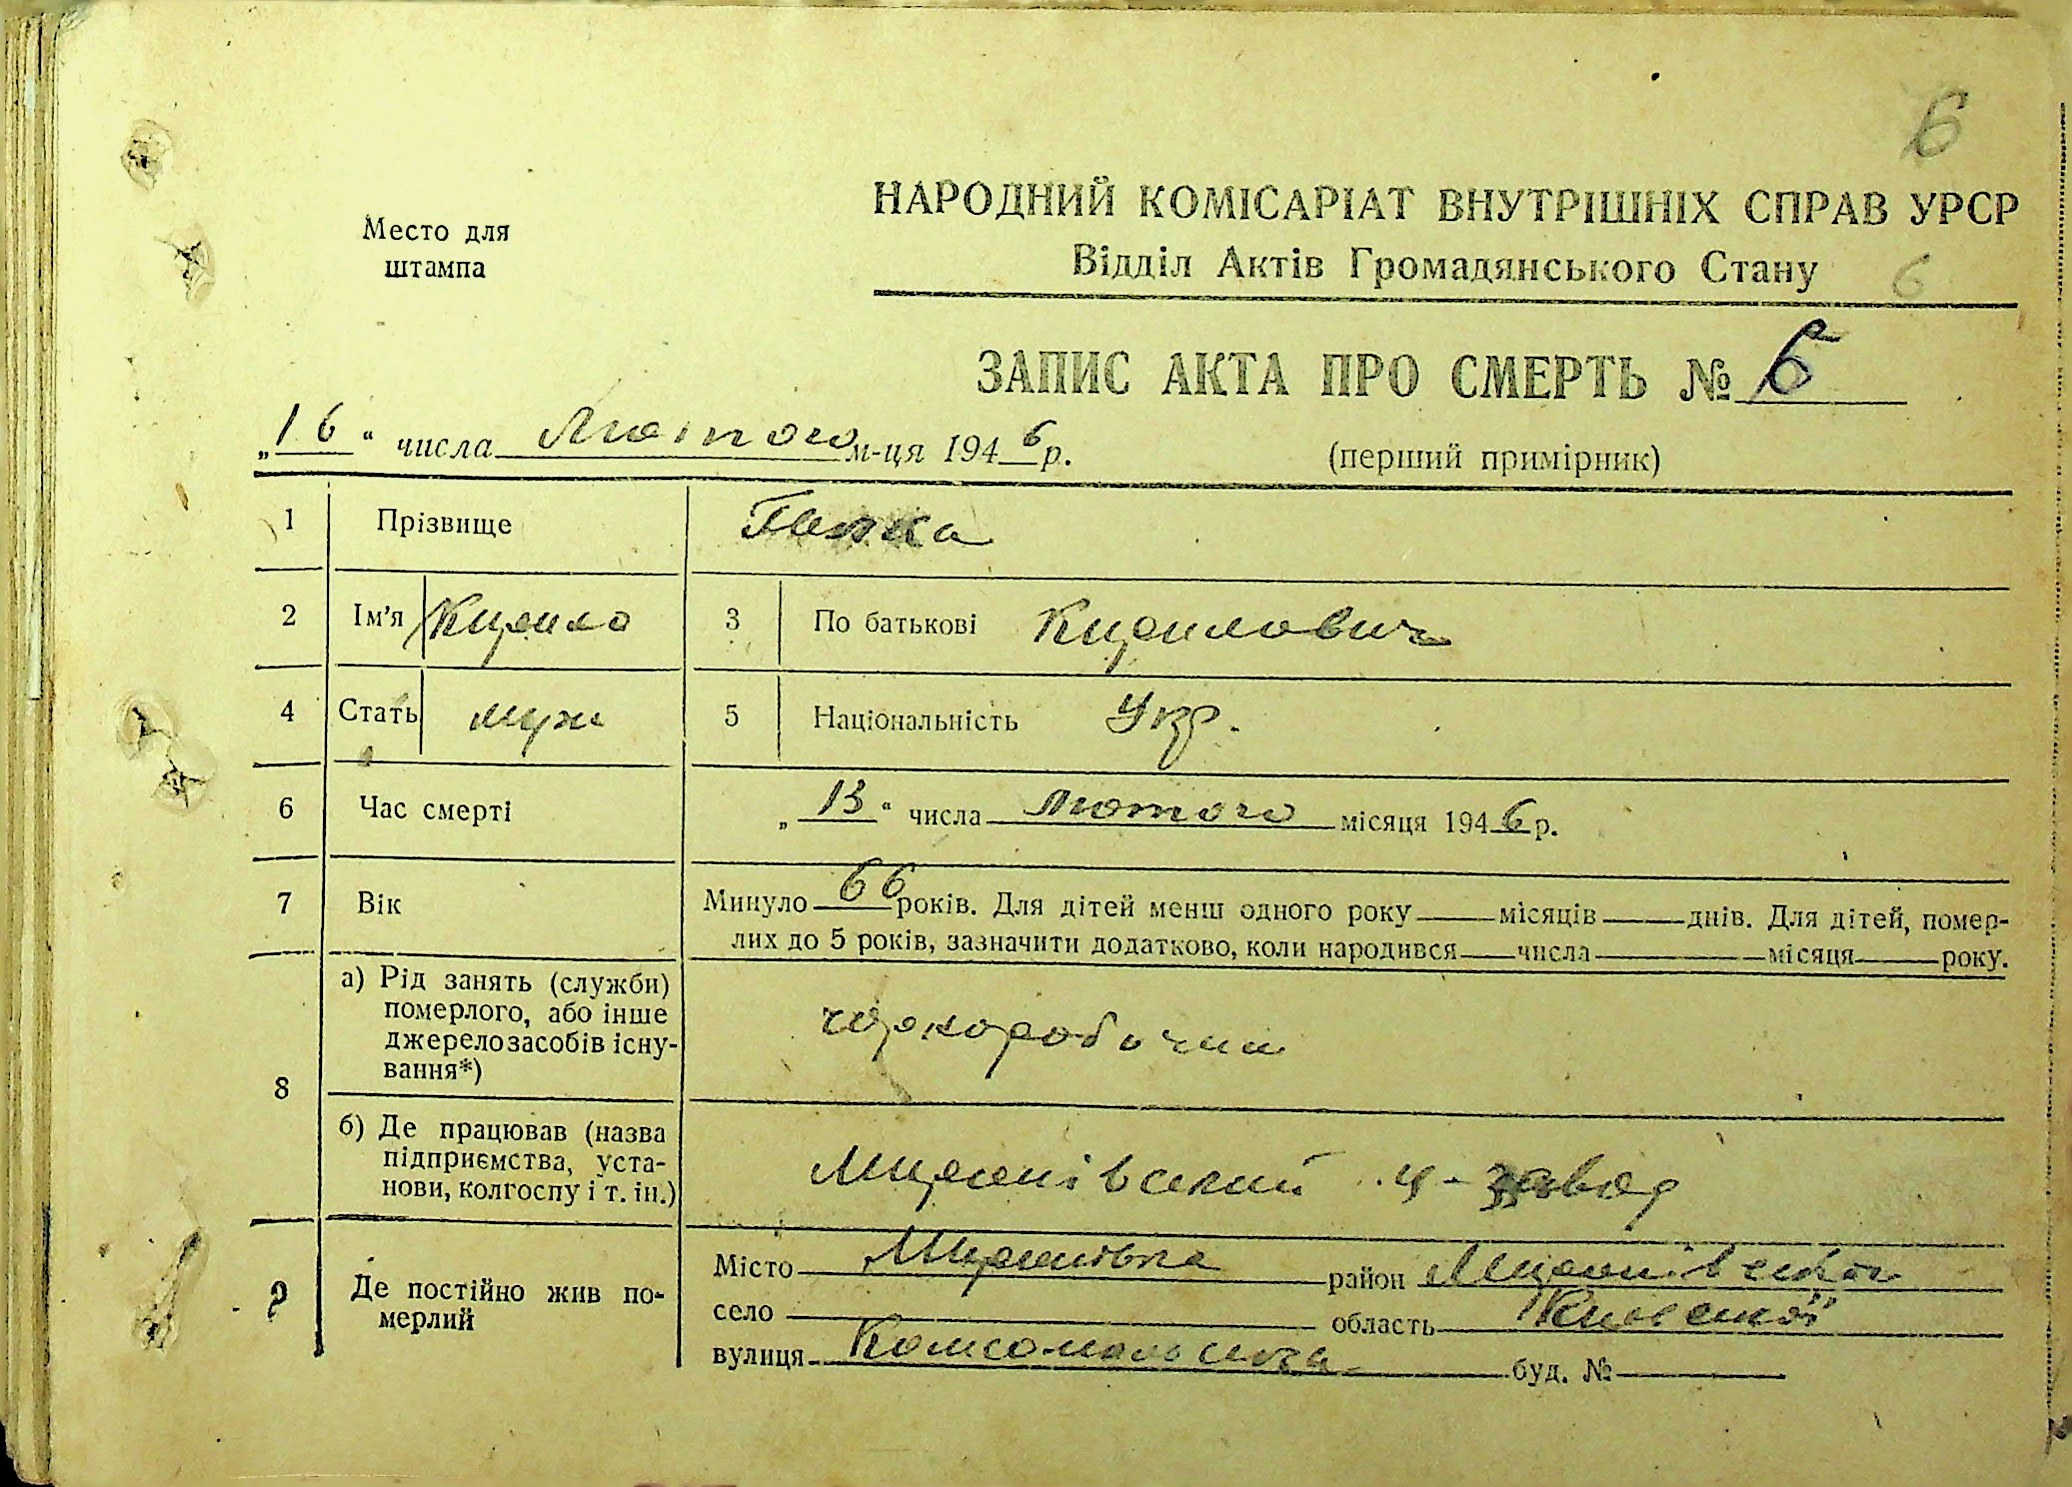 6
НАРОДНИЙ КОМІСАРІАТ ВНУТРІШНІХ СПРАВ УРСР
Место для штампа
Відділ Актів Громадянського Стану 6
ЗАПИС АКТА ПРО СМЕРТЬ № 6
„16“ числа Лютого м-ця 1946 р.
(перший примірник)
1 Прізвище
2 Ім'я Кирило 3 По батькові Кирилович
4 Стать муж 5 Національність Укр.
6 Час смерті „13“ числа лютого місяця 1946 р.
7 Вік Минуло 66 років. Для дітей менш одного року місяців днів. Для дітей, помер-
лих до 5 років, зазначити додатково, коли народився числа місяця року.
8 а) Рід занять (служби)
померлого, або інше
джерело засобів існу-
вання*)
чорноробочий
б) Де працював (назва
підприємства, уста-
нови, колгоспу і т. ін.)
Миронівський ц-завод
9 Де постійно жив по-
мерлий
Місто Миронівка район Миронівський
село область Київської
вулиця Комсомольська буд. №